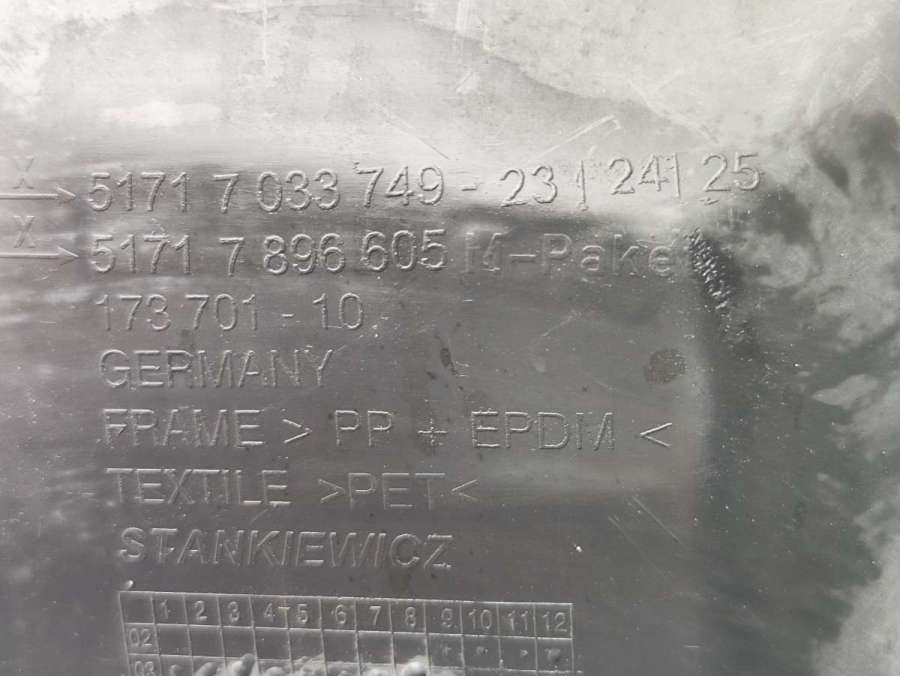 X
5171 7 033 749 - 23 | 24 | 25
X
5171 7 896 605 M-Paket
173 701 - 10
GERMANY
FRAME > PP + EPDM <
TEXTILE >PET<
STANKIEWICZ
1 2 3 4 5 6 7 8 9 10 11 12
02
03